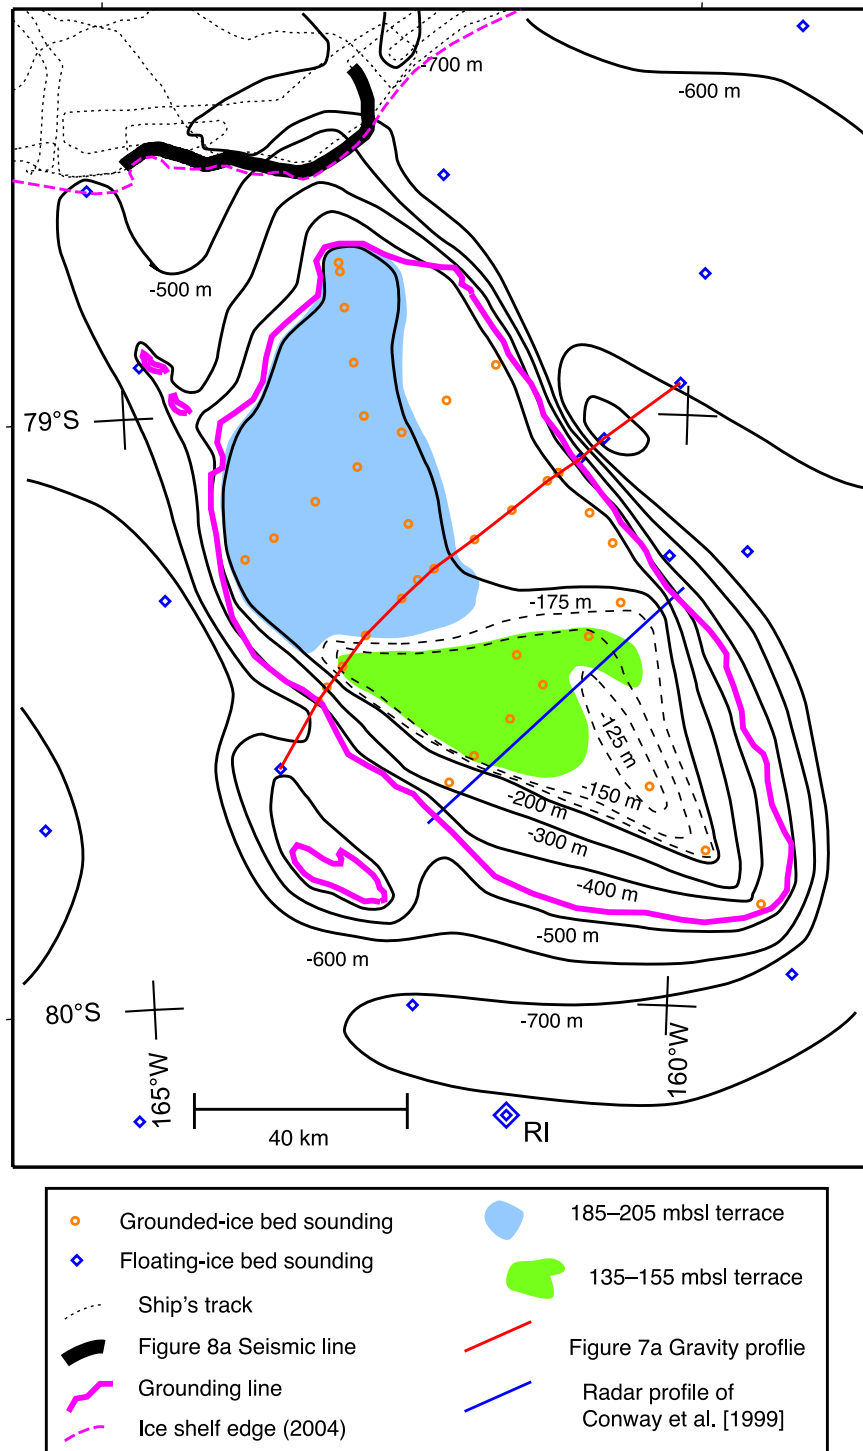 -700 m
-600 m
-500 m
79°S
-175 m
-125 m
-150 m
-200 m
-300 m
-400 m
-500 m
-600 m
-700 m
80°S
165°W
160°W
40 km
RI
Grounded-ice bed sounding
Floating-ice bed sounding
Ship's track
Figure 8a Seismic line
Grounding line
Ice shelf edge (2004)
185–205 mbsl terrace
135–155 mbsl terrace
Figure 7a Gravity proflie
Radar profile of
Conway et al. [1999]